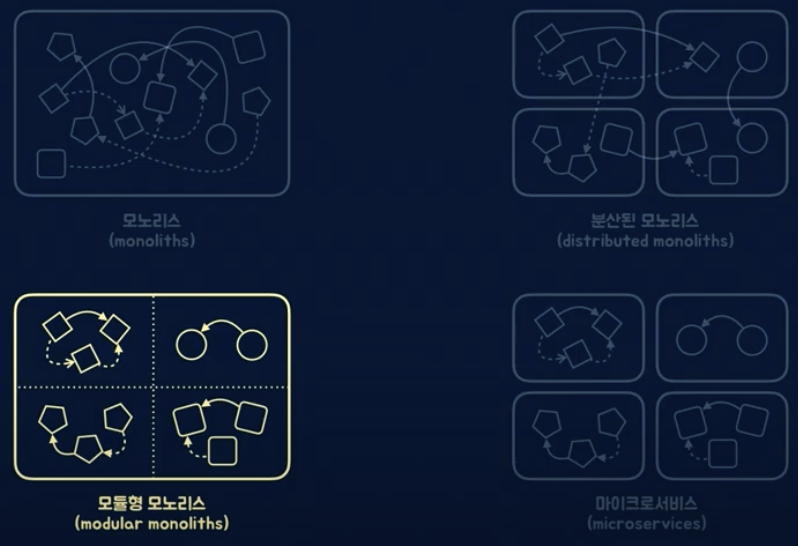 모노리스
(monoliths)
분산된 모노리스
(distributed monoliths)
모듈형 모노리스
(modular monoliths)
마이크로서비스
(microservices)